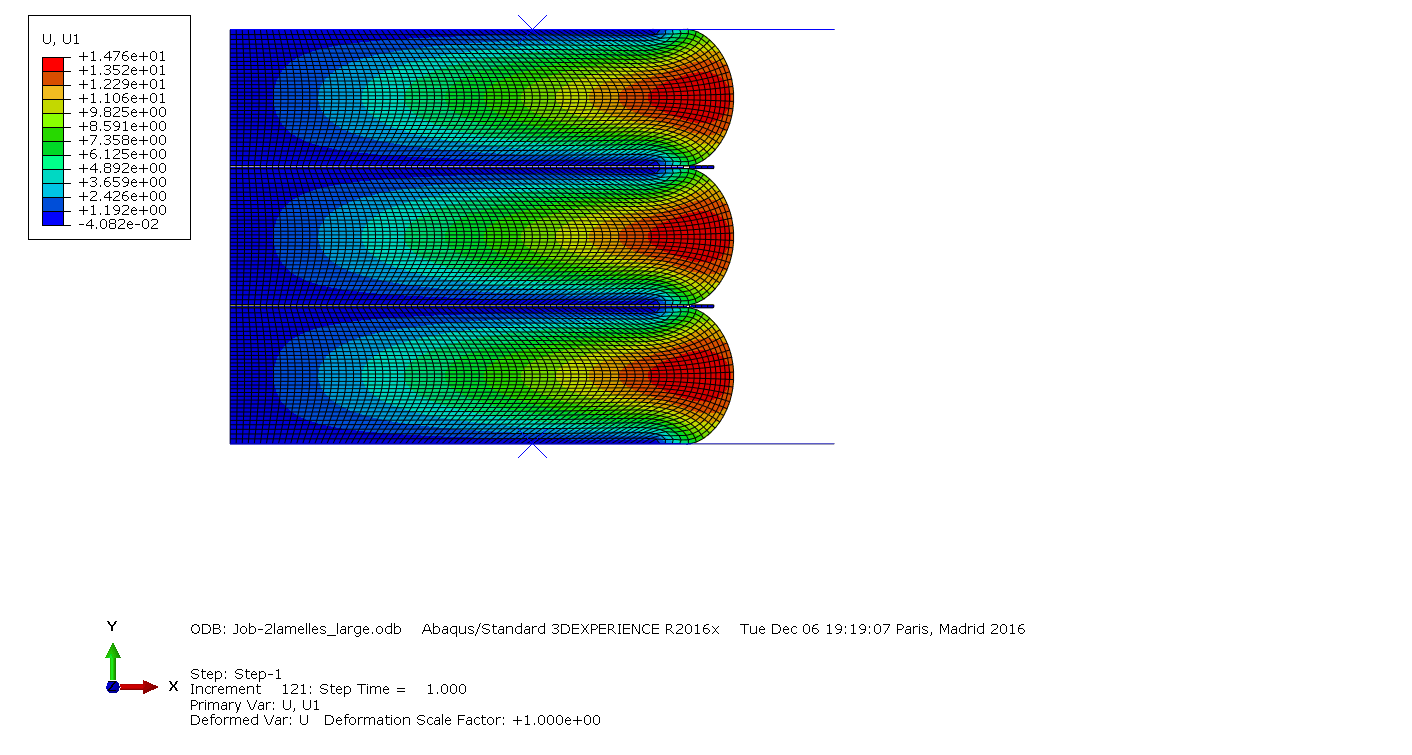 U, U1
+1.476e+01
+1.352e+01
+1.229e+01
+1.106e+01
+9.825e+00
+8.591e+00
+7.358e+00
+6.125e+00
+4.892e+00
+3.659e+00
+2.426e+00
+1.192e+00
-4.082e-02
Y
X
ODB: Job-2lamelles_large.odb    Abaqus/Standard 3DEXPERIENCE R2016x    Tue Dec 06 19:19:07 Paris, Madrid 2016
Step: Step-1
Increment    121: Step Time =    1.000
Primary Var: U, U1
Deformed Var: U   Deformation Scale Factor: +1.000e+00